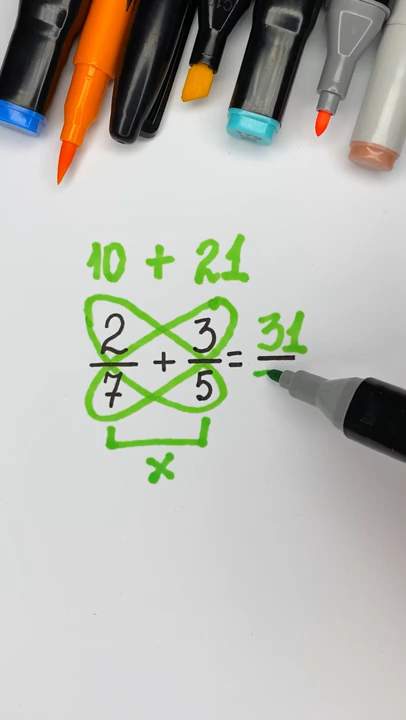 10 + 21
2/7 + 3/5 = 31
x